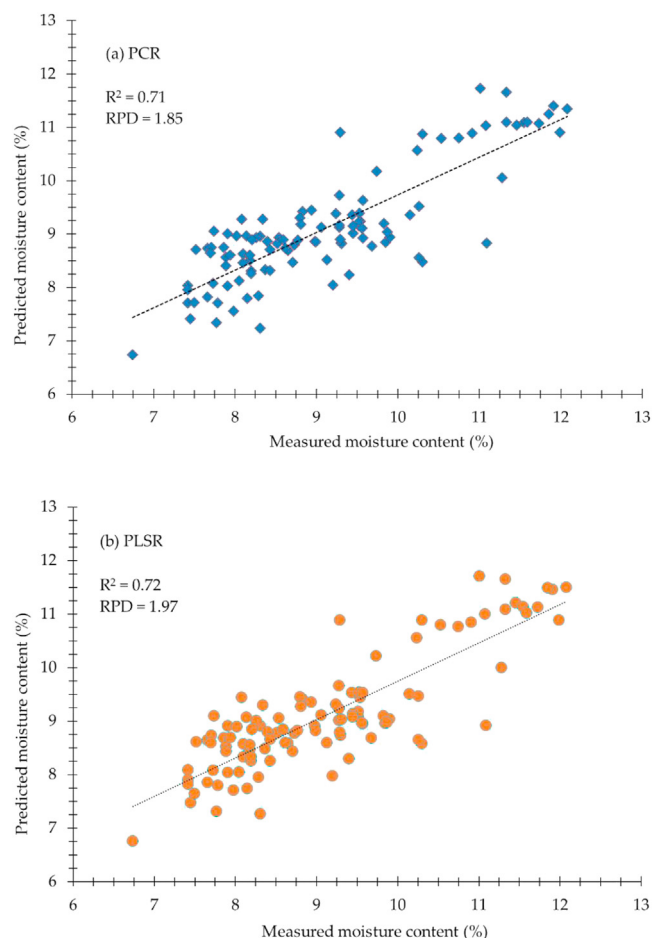 13
(a) PCR
12
R² = 0.71
RPD = 1.85
11
10
9
8
7
6
Predicted moisture content (%)
6 7 8 9 10 11 12 13
Measured moisture content (%)
13
(b) PLSR
12
R² = 0.72
RPD = 1.97
11
10
9
8
7
6
Predicted moisture content (%)
6 7 8 9 10 11 12 13
Measured moisture content (%)